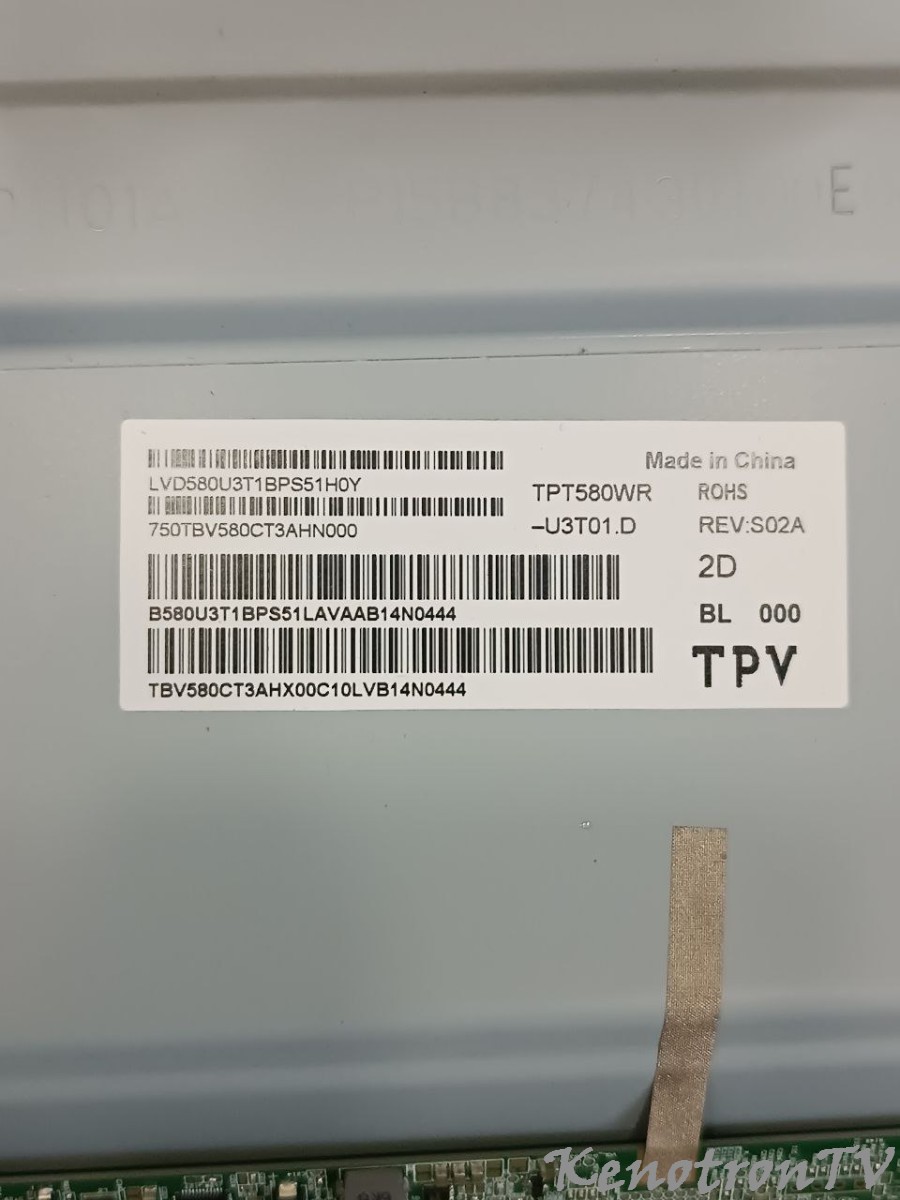 E
Made in China
LVD580U3T1BPS51H0Y
TPT580WR
ROHS
750TBV580CT3AHN000
-U3T01.D
REV:S02A
2D
B580U3T1BPS51LAVAAB14N0444
BL 000
TPV
TBV580CT3AHX00C10LVB14N0444
KenotronTV